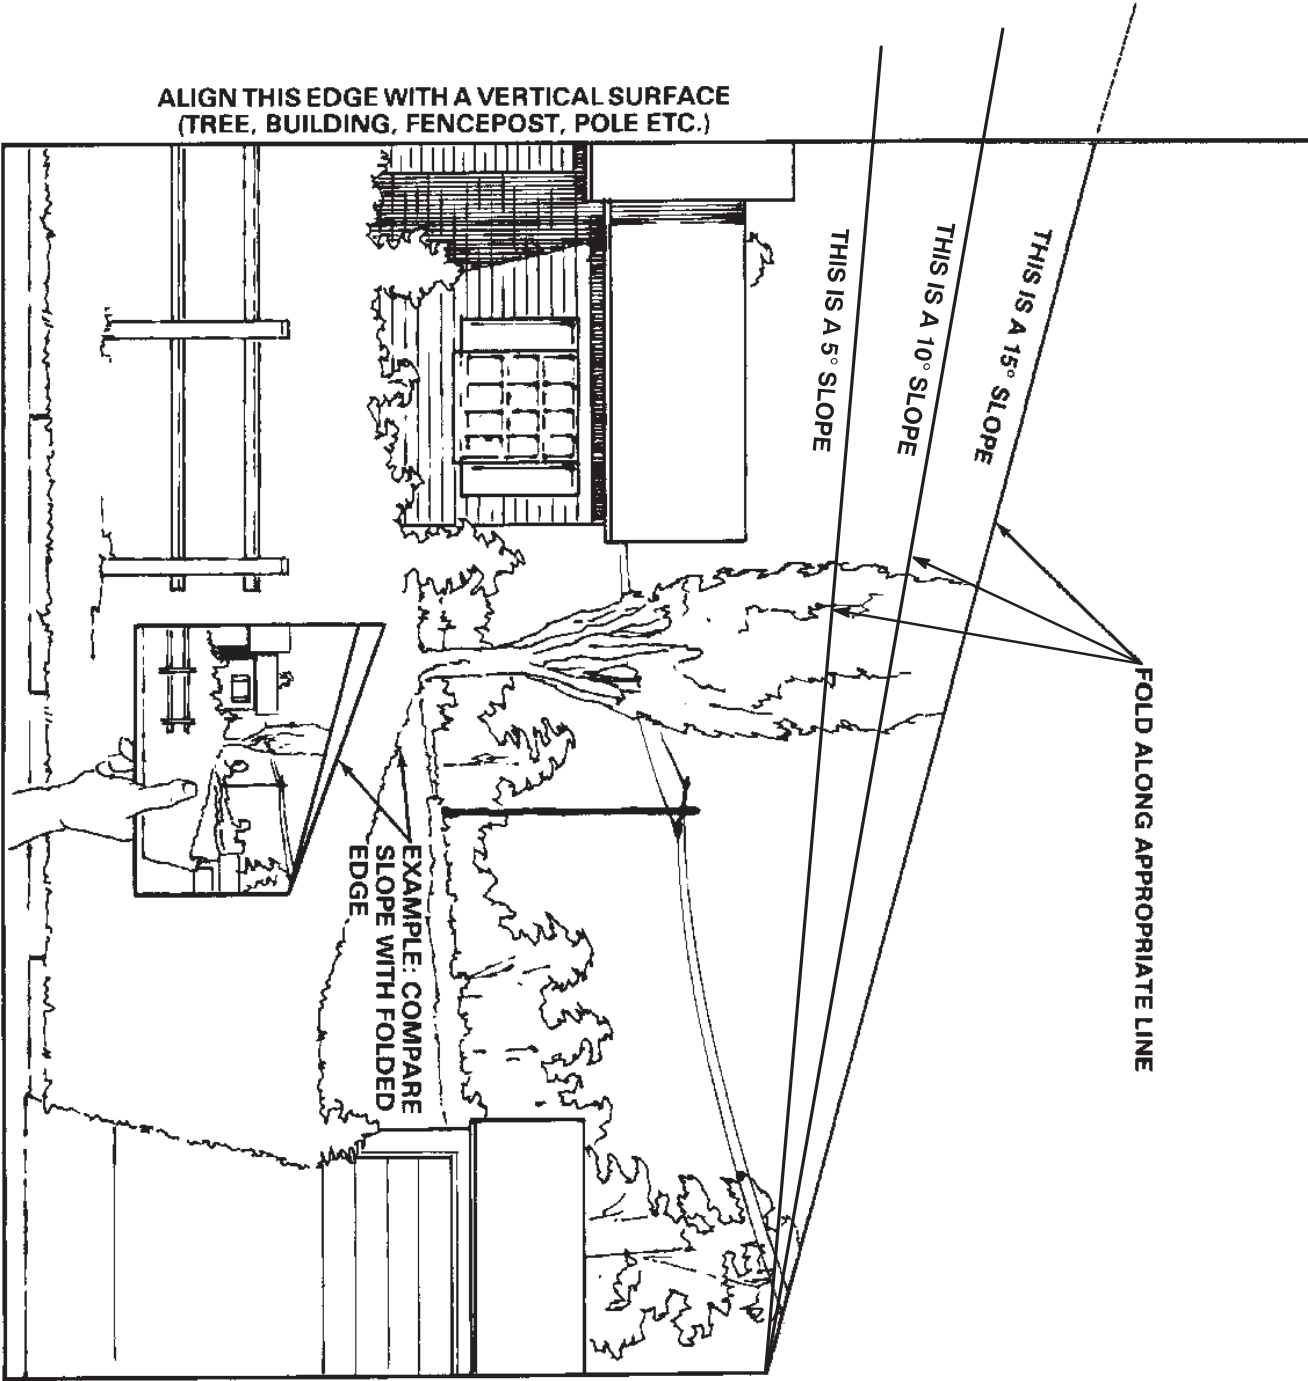 ALIGN THIS EDGE WITH A VERTICAL SURFACE
(TREE, BUILDING, FENCEPOST, POLE ETC.)
FOLD ALONG APPROPRIATE LINE
THIS IS A 15° SLOPE
THIS IS A 10° SLOPE
THIS IS A 5° SLOPE
EXAMPLE: COMPARE
SLOPE WITH FOLDED
EDGE